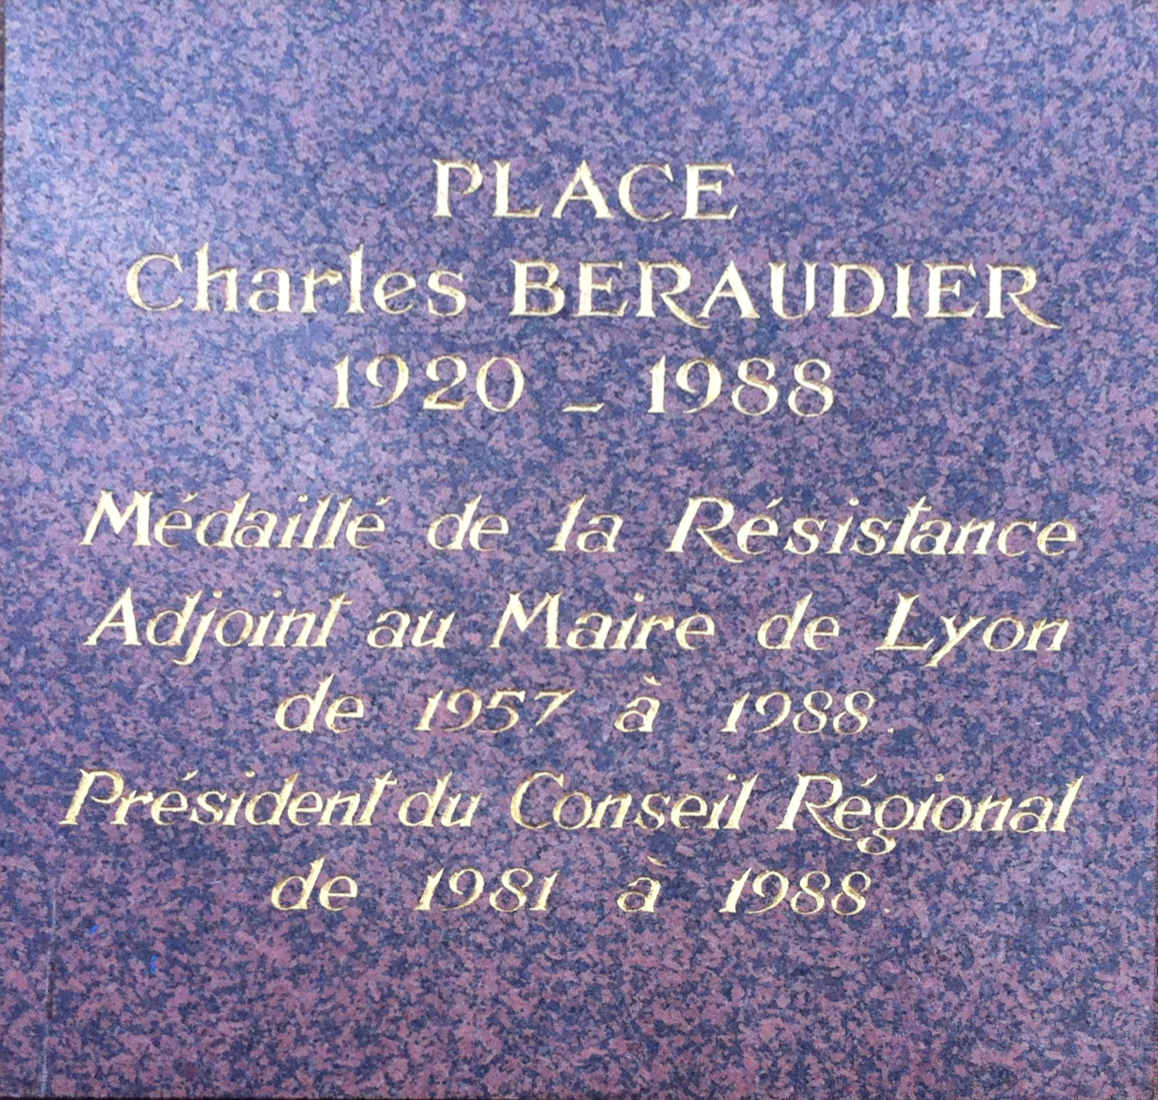 PLACE
Charles BERAUDIER
1920 - 1988
Médaillé de la Résistance
Adjoint au Maire de Lyon
de 1957 à 1988.
Président du Conseil Régional
de 1981 à 1988.